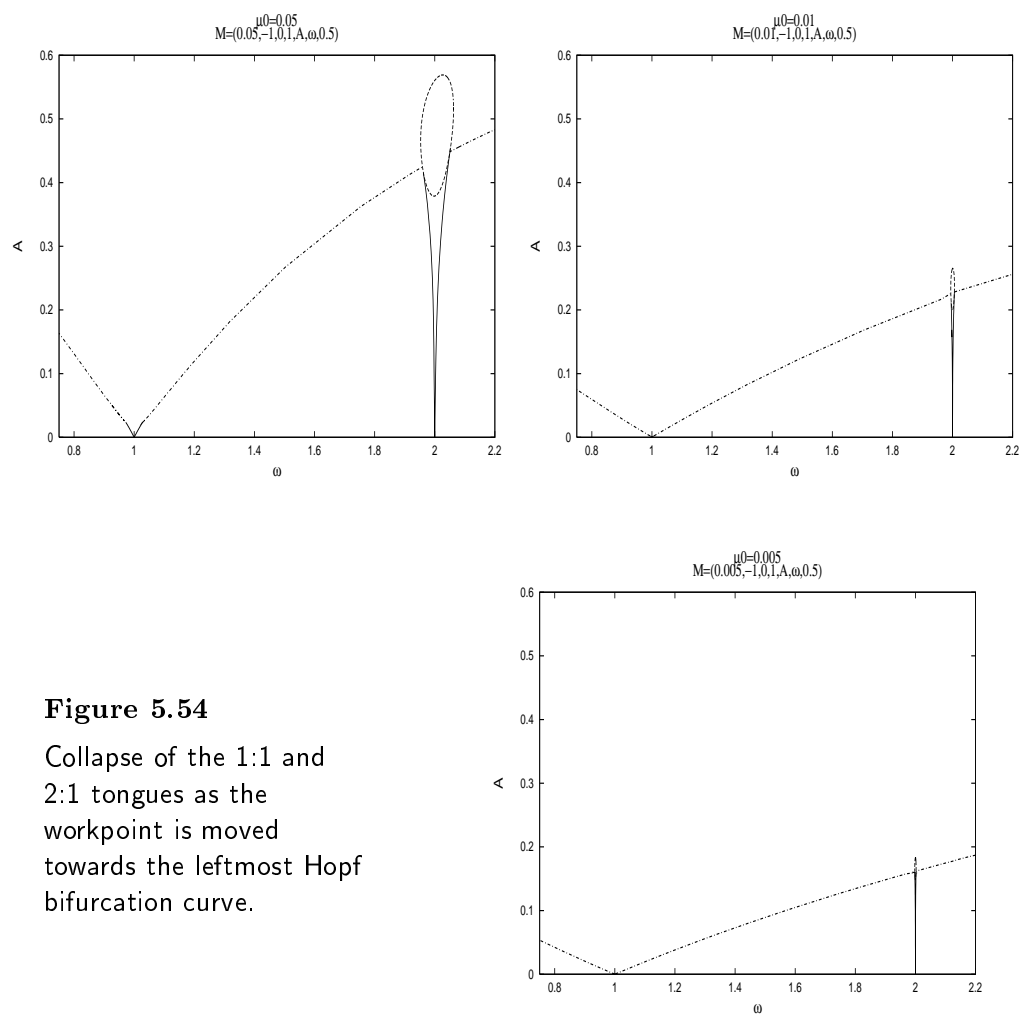 μ0=0.05
M=(0.05,−1,0,1,A,ω,0.5)
0.6
0.5
0.4
0.3
0.2
0.1
0
A
0.8 1 1.2 1.4 1.6 1.8 2 2.2
ω
μ0=0.01
M=(0.01,−1,0,1,A,ω,0.5)
0.6
0.5
0.4
0.3
0.2
0.1
0
A
0.8 1 1.2 1.4 1.6 1.8 2 2.2
ω
μ0=0.005
M=(0.005,−1,0,1,A,ω,0.5)
0.6
0.5
0.4
0.3
0.2
0.1
0
A
0.8 1 1.2 1.4 1.6 1.8 2 2.2
ω
Figure 5.54
Collapse of the 1:1 and
2:1 tongues as the
workpoint is moved
towards the leftmost Hopf
bifurcation curve.